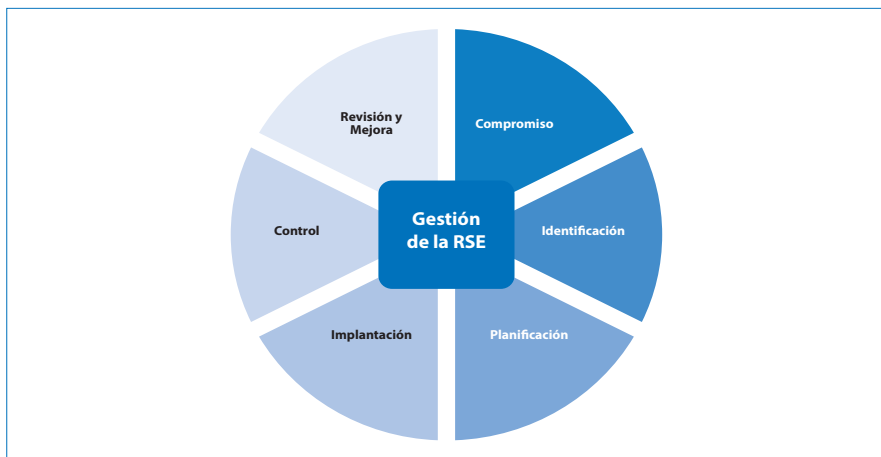 Revisión y
Mejora
Compromiso
Control
Gestión
de la RSE
Identificación
Implantación
Planificación